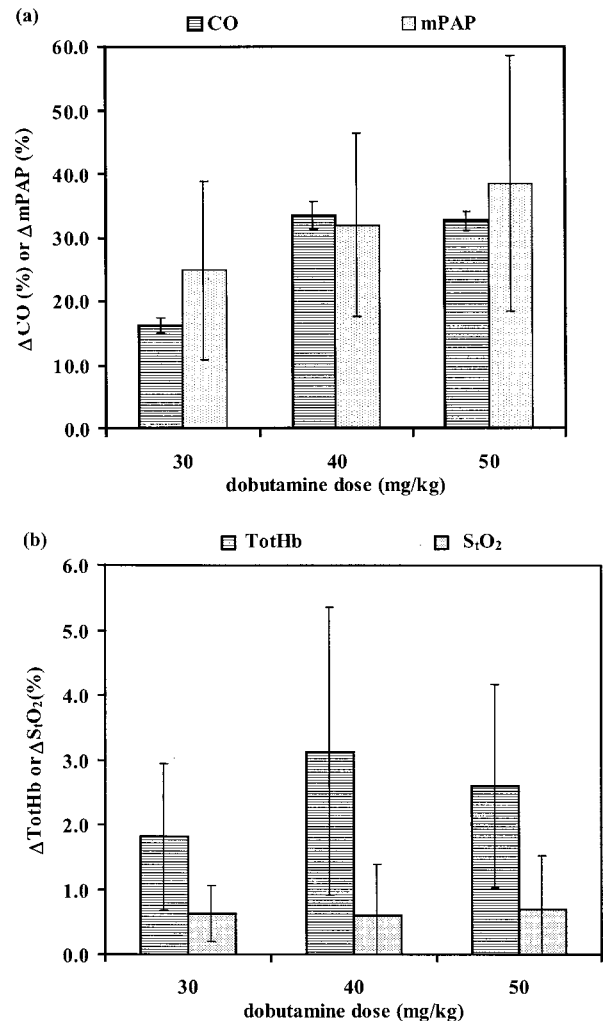 (a)
CO mPAP
60.0
50.0
40.0
30.0
20.0
10.0
0.0
ΔCO (%) or ΔmPAP (%)
30 40 50
dobutamine dose (mg/kg)
(b)
TotHb StO2
6.0
5.0
4.0
3.0
2.0
1.0
0.0
ΔTotHb or ΔStO2(%)
30 40 50
dobutamine dose (mg/kg)